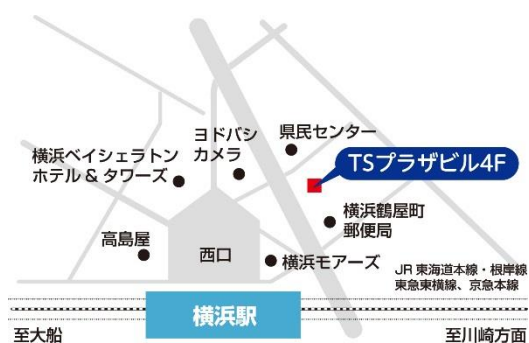 ヨドバシ
カメラ
県民センター
横浜ベイシェラトン
ホテル & タワーズ
TSプラザビル4F
横浜鶴屋町
郵便局
高島屋
西口
横浜モアーズ
JR 東海道本線・根岸線
東急東横線、京急本線
横浜駅
至大船
至川崎方面